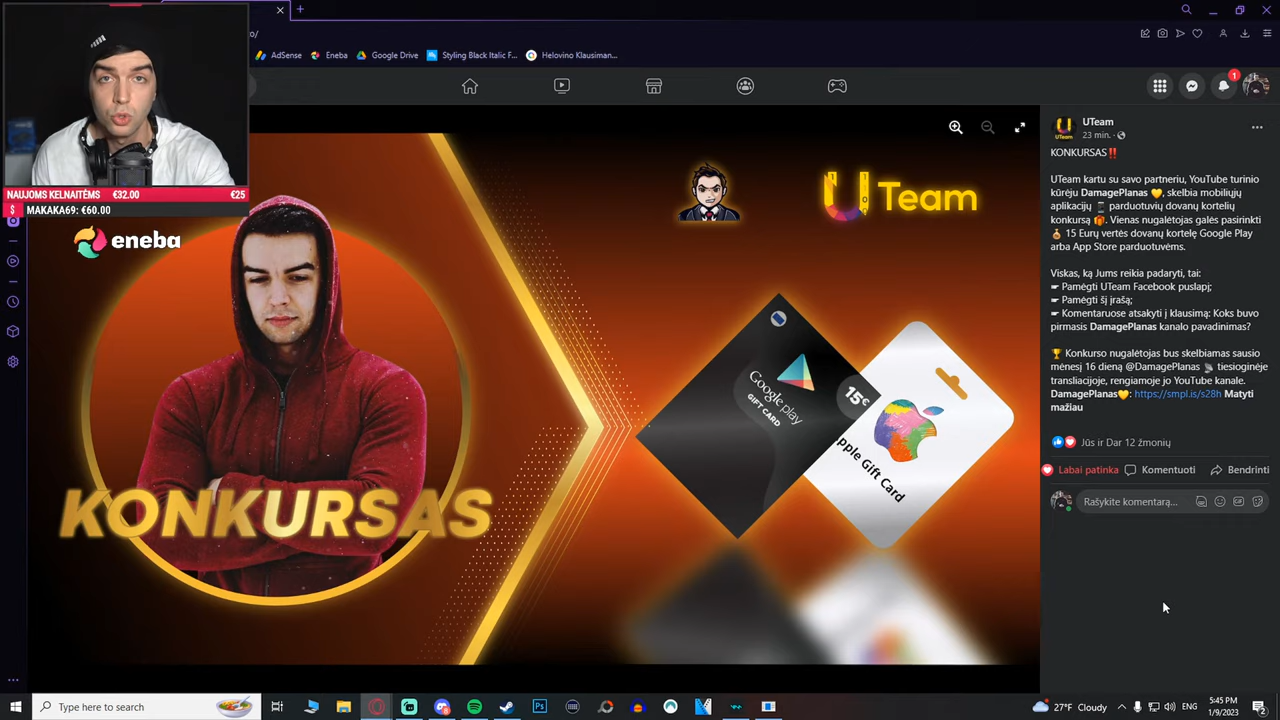 AdSense
Eneba
Google Drive
Styling Black Italic F...
Helovino Klausiman...
NAUJOMS KELNAITĖMS €32.00 €25
$ MAKAKA69: €60.00
eneba
KONKURSAS
UTeam
Google play
GIFT CARD
15€
pple Gift Card
1
UTeam
UTeam
23 min.
KONKURSAS‼️
UTeam kartu su savo partneriu, YouTube turinio
kūrėju DamagePlanas 💛, skelbia mobiliųjų
aplikacijų 📱 parduotuvių dovanų kortelių
konkursą 🎁. Vienas nugalėtojas galės pasirinkti
💰 15 Eurų vertės dovanų kortelę Google Play
arba App Store parduotuvėms.
Viskas, ką Jums reikia padaryti, tai:
☛ Pamėgti UTeam Facebook puslapį;
☛ Pamėgti šį įrašą;
☛ Komentaruose atsakyti į klausimą: Koks buvo
pirmasis DamagePlanas kanalo pavadinimas?
🏆 Konkurso nugalėtojas bus skelbiamas sausio
mėnesį 16 dieną @DamagePlanas 📡 tiesioginėje
transliacijoje, rengiamoje jo YouTube kanale.
DamagePlanas💛: https://smpl.is/s28h Matyti
mažiau
Jūs ir Dar 12 žmonių
Labai patinka
Komentuoti
Bendrinti
Rašykite komentarą...
Type here to search
27°F Cloudy
ENG
5:45 PM
1/9/2023
2